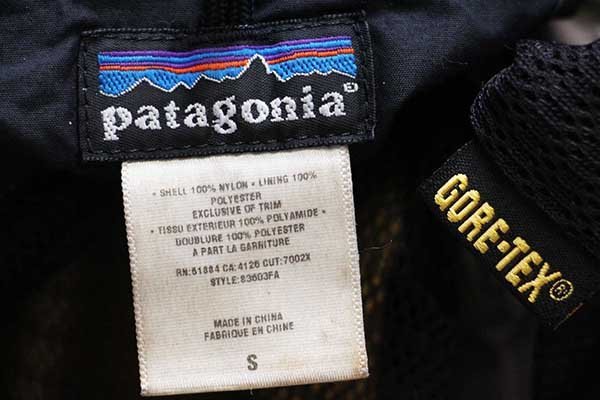 patagonia®
• SHELL 100% NYLON • LINING 100%
POLYESTER
EXCLUSIVE OF TRIM
• TISSU EXTERIEUR 100% POLYAMIDE •
DOUBLURE 100% POLYESTER
A PART LA GARNITURE
RN:51884 CA:4126 CUT:7002X
STYLE:83603FA
MADE IN CHINA
FABRIQUE EN CHINE
S
GORE-TEX®